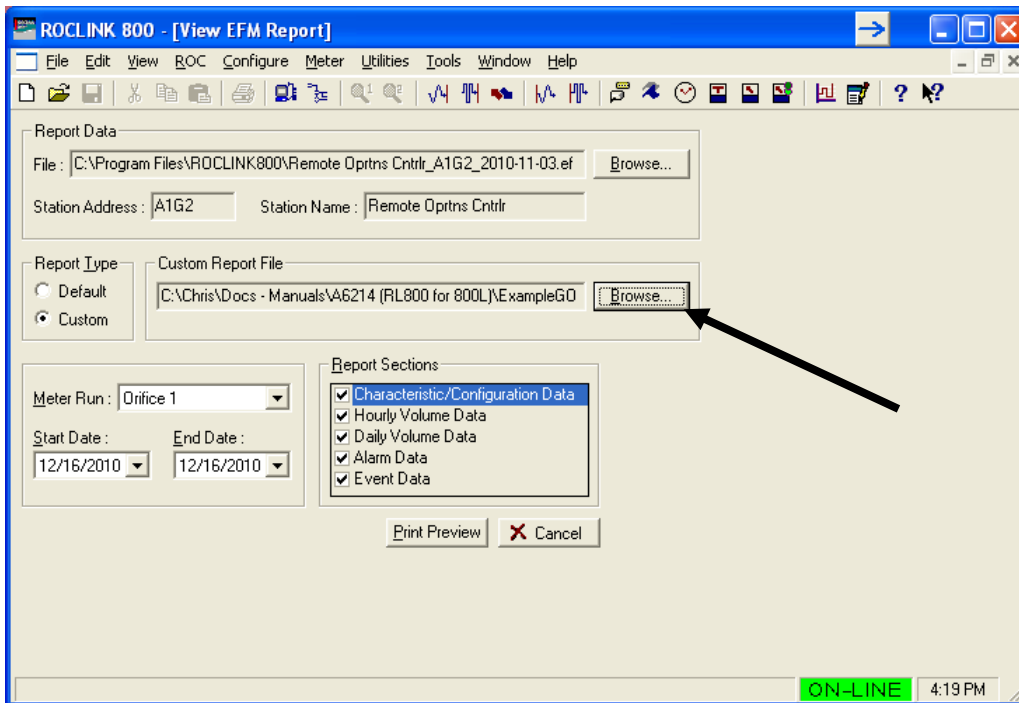 ROCLINK 800 - [View EFM Report]
File Edit View ROC Configure Meter Utilities Tools Window Help
Report Data
File : C:\Program Files\ROCLINK800\Remote Oprtns Cntrlr_A1G2_2010-11-03.ef Browse...
Station Address : A1G2 Station Name : Remote Oprtns Cntrlr
Report Type Custom Report File
Default
C:\Chris\Docs - Manuals\A6214 (RL800 for 800L)\ExampleGO Browse...
Custom
Report Sections
Meter Run : Orifice 1
Characteristic/Configuration Data
Hourly Volume Data
Start Date : End Date :
Daily Volume Data
12/16/2010 12/16/2010
Alarm Data
Event Data
Print Preview Cancel
ON-LINE 4:19 PM